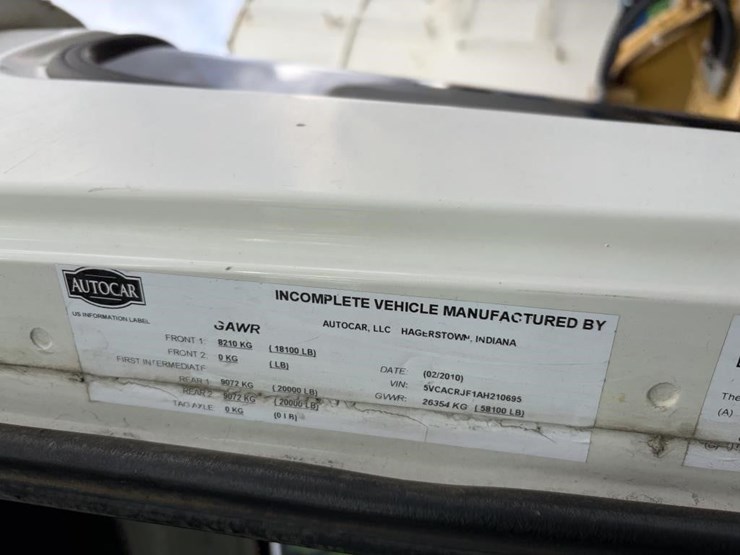 AUTOCAR
US INFORMATION LABEL
INCOMPLETE VEHICLE MANUFACTURED BY
AUTOCAR, LLC HAGERSTOWN, INDIANA
GAWR
FRONT 1: 8210 KG (18100 LB)
FRONT 2: 0 KG (LB)
FIRST INTERMEDIATE
REAR 1 9072 KG (20000 LB)
REAR 2 9072 KG (20000 LB)
TAG AXLE 0 KG (0 LB)
DATE: (02/2010)
VIN: 5VCACRJF1AH210695
GVWR: 26354 KG (58100 LB)
The
(A)